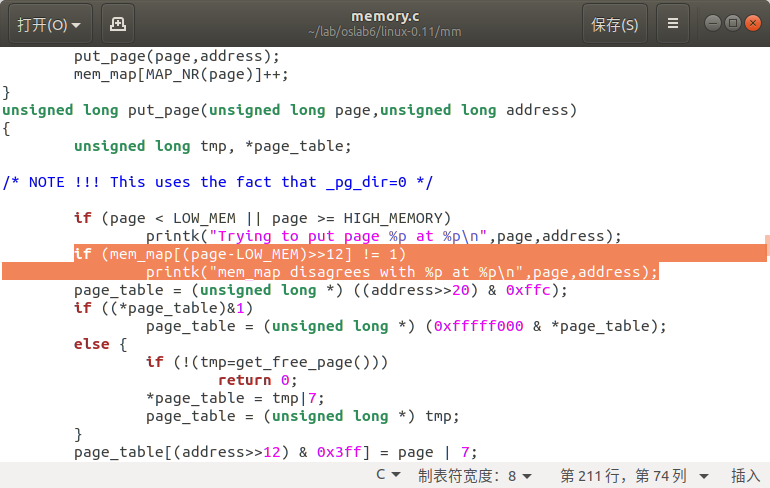 打开(O)
memory.c
~/lab/oslab6/linux-0.11/mm
保存(S)
put_page(page,address);
mem_map[MAP_NR(page)]++;
}
unsigned long put_page(unsigned long page,unsigned long address)
{
unsigned long tmp, *page_table;
/* NOTE !!! This uses the fact that _pg_dir=0 */
if (page < LOW_MEM || page >= HIGH_MEMORY)
printk("Trying to put page %p at %p\n",page,address);
if (mem_map[(page-LOW_MEM)>>12] != 1)
printk("mem_map disagrees with %p at %p\n",page,address);
page_table = (unsigned long *) ((address>>20) & 0xffc);
if ((*page_table)&1)
page_table = (unsigned long *) (0xfffff000 & *page_table);
else {
if (!(tmp=get_free_page()))
return 0;
*page_table = tmp|7;
page_table = (unsigned long *) tmp;
}
page_table[(address>>12) & 0x3ff] = page | 7;
C 制表符宽度：8 第 211 行，第 74 列 插入